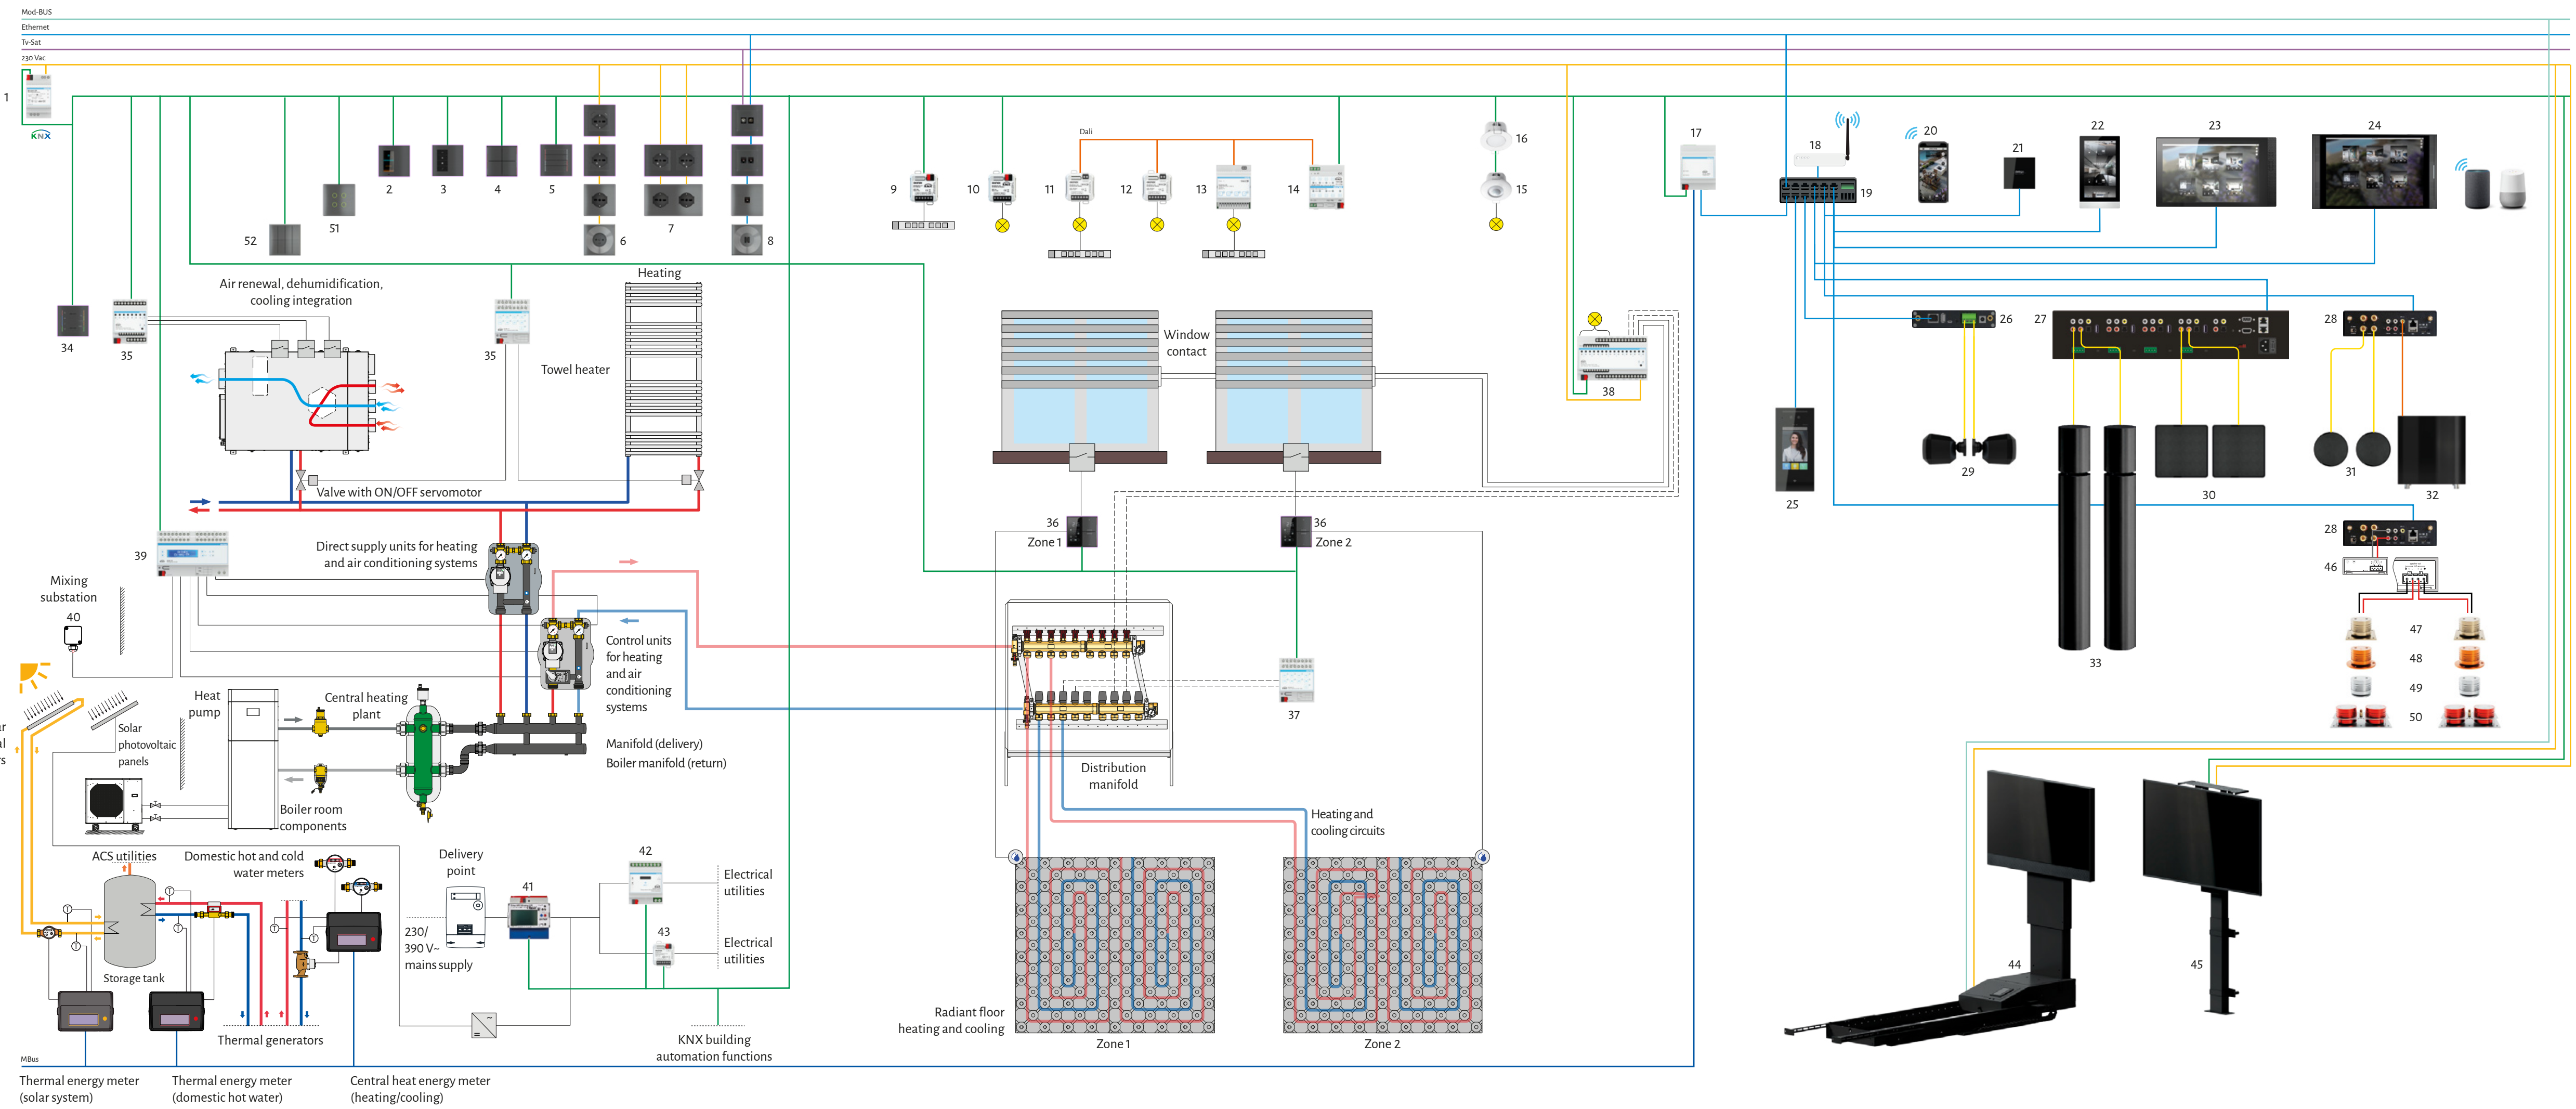 Mod-BUS
Ethernet
Tv-Sat
230 Vac
1
KNX
2
3
4
5
6
7
8
51
52
9
10
Dali
11
12
13
14
16
15
17
18
19
20
21
22
23
24
34
35
Air renewal, dehumidification,
cooling integration
35
Heating
Towel heater
Valve with ON/OFF servomotor
Window
contact
38
25
26
27
28
29
30
31
32
33
28
46
47
48
49
50
39
Direct supply units for heating
and air conditioning systems
36
Zone 1
36
Zone 2
Mixing
substation
40
Control units
for heating
and air
conditioning
systems
37
Solar
photovoltaic
panels
Heat
pump
Central heating
plant
Manifold (delivery)
Boiler manifold (return)
Boiler room
components
Distribution
manifold
Heating and
cooling circuits
ACS utilities
Domestic hot and cold
water meters
T
T
T
T
T
T
Storage tank
Thermal generators
Delivery
point
230/
390 V~
mains supply
41
42
43
Electrical
utilities
Electrical
utilities
KNX building
automation functions
Radiant floor
heating and cooling
Zone 1
Zone 2
44
45
MBus
Thermal energy meter
(solar system)
Thermal energy meter
(domestic hot water)
Central heat energy meter
(heating/cooling)